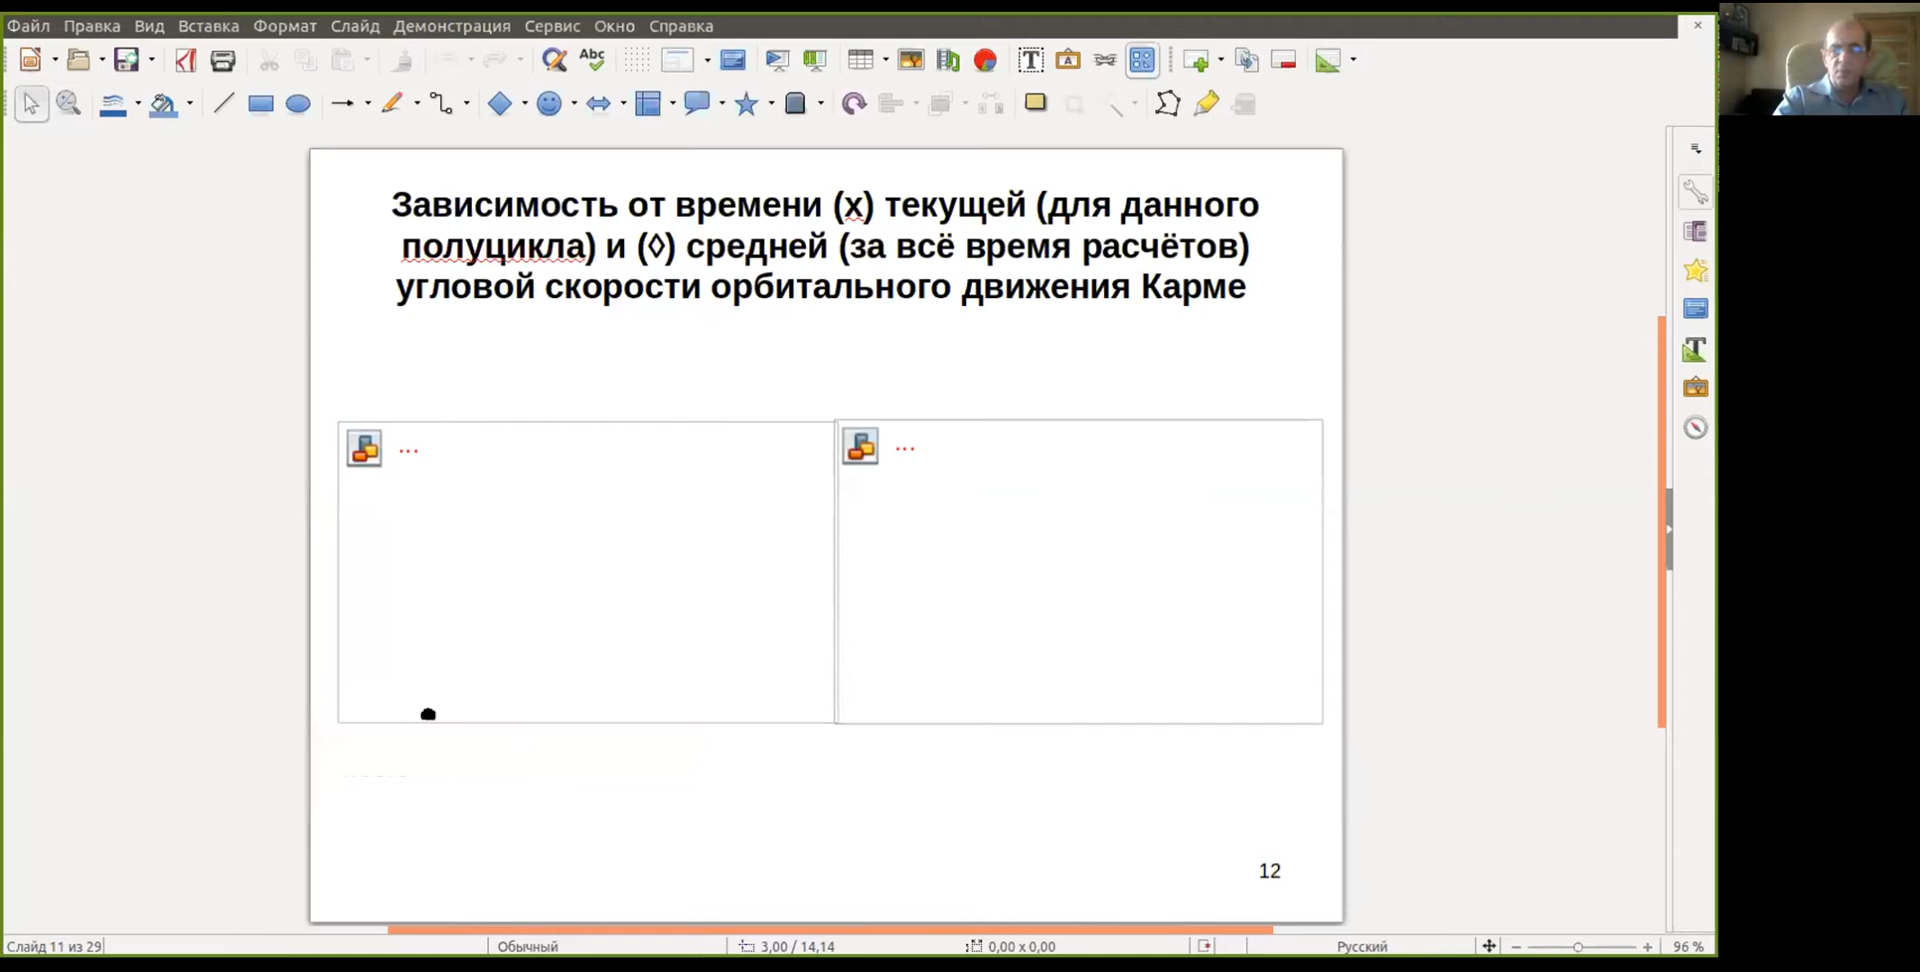 Файл Правка Вид Вставка Формат Слайд Демонстрация Сервис Окно Справка
Abc
Зависимость от времени (x) текущей (для данного
полуцикла) и (◊) средней (за всё время расчётов)
угловой скорости орбитального движения Карме
...
...
12
Слайд 11 из 29
Обычный
3,00 / 14,14
0,00 x 0,00
Русский
96 %